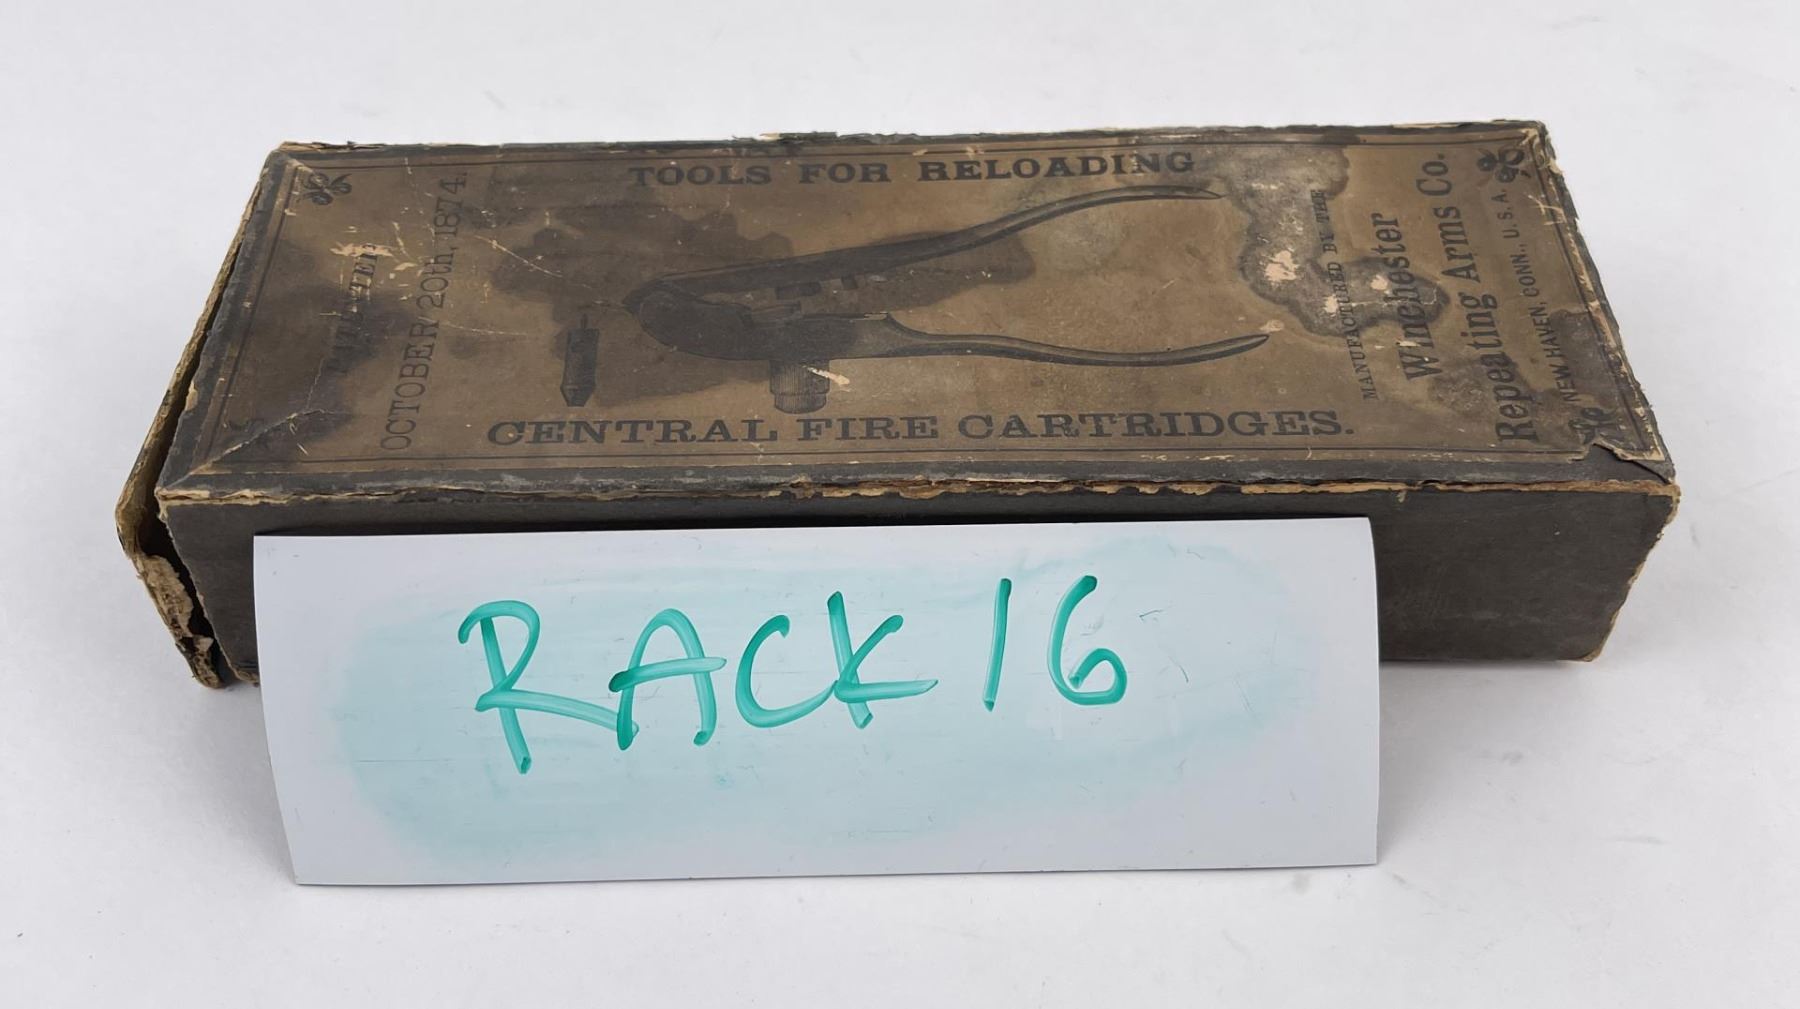 TOOLS FOR RELOADING
PATENTED
OCTOBER 20th, 1874.
CENTRAL FIRE CARTRIDGES.
MANUFACTURED BY THE
Winchester
Repeating Arms Co.
NEW HAVEN, CONN., U. S. A.
RACK 16